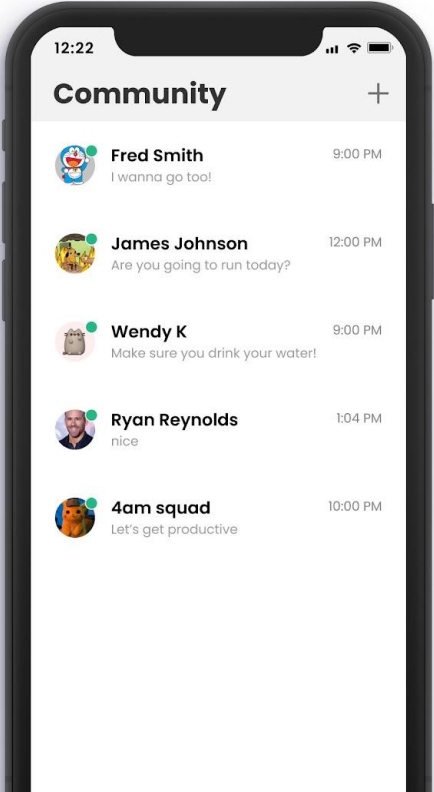 12:22
Community
Fred Smith 9:00 PM
I wanna go too!
James Johnson 12:00 PM
Are you going to run today?
Wendy K 9:00 PM
Make sure you drink your water!
Ryan Reynolds 1:04 PM
nice
4am squad 10:00 PM
Let's get productive